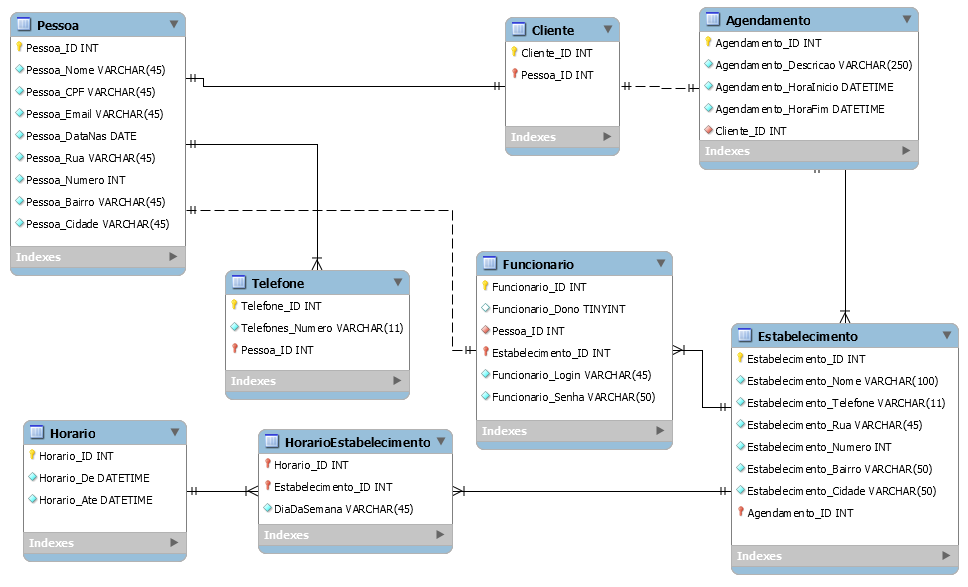 Pessoa
Pessoa_ID INT
Pessoa_Nome VARCHAR(45)
Pessoa_CPF VARCHAR(45)
Pessoa_Email VARCHAR(45)
Pessoa_DataNas DATE
Pessoa_Rua VARCHAR(45)
Pessoa_Numero INT
Pessoa_Bairro VARCHAR(45)
Pessoa_Cidade VARCHAR(45)
Indexes
Cliente
Cliente_ID INT
Pessoa_ID INT
Indexes
Agendamento
Agendamento_ID INT
Agendamento_Descricao VARCHAR(250)
Agendamento_HoraInicio DATETIME
Agendamento_HoraFim DATETIME
Cliente_ID INT
Indexes
Telefone
Telefone_ID INT
Telefones_Numero VARCHAR(11)
Pessoa_ID INT
Indexes
Funcionario
Funcionario_ID INT
Funcionario_Dono TINYINT
Pessoa_ID INT
Estabelecimento_ID INT
Funcionario_Login VARCHAR(45)
Funcionario_Senha VARCHAR(50)
Indexes
Estabelecimento
Estabelecimento_ID INT
Estabelecimento_Nome VARCHAR(100)
Estabelecimento_Telefone VARCHAR(11)
Estabelecimento_Rua VARCHAR(45)
Estabelecimento_Numero INT
Estabelecimento_Bairro VARCHAR(50)
Estabelecimento_Cidade VARCHAR(50)
Agendamento_ID INT
Indexes
Horario
Horario_ID INT
Horario_De DATETIME
Horario_Ate DATETIME
Indexes
HorarioEstabelecimento
Horario_ID INT
Estabelecimento_ID INT
DiaDaSemana VARCHAR(45)
Indexes